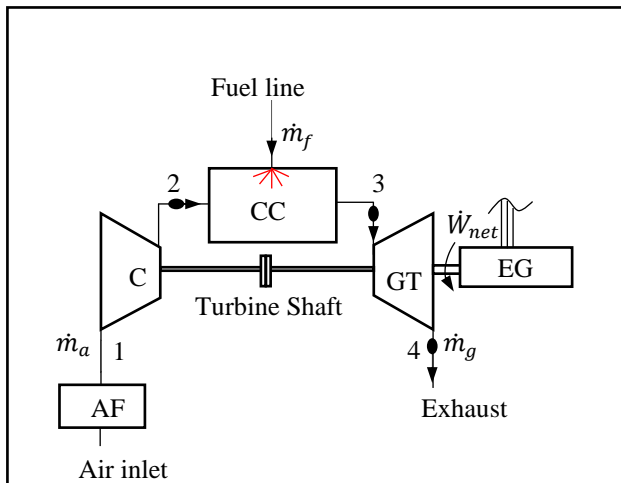 Fuel line
ṁ_f
2
3
CC
Ẇ_net
C
GT
EG
Turbine Shaft
ṁ_a
1
4
ṁ_g
AF
Exhaust
Air inlet